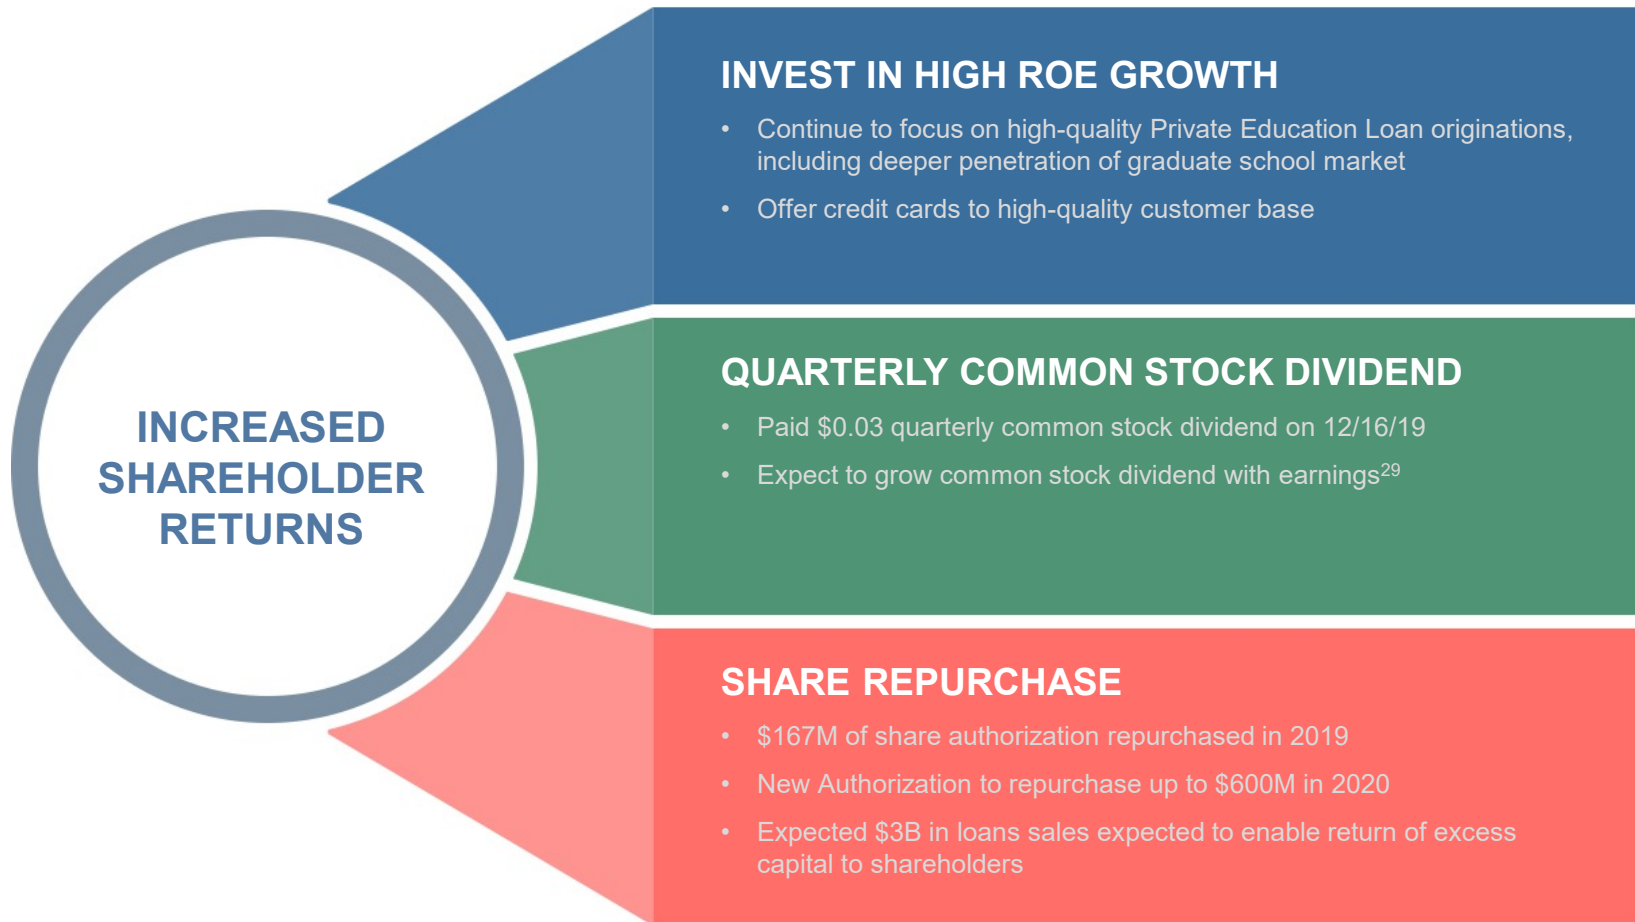 INCREASED
SHAREHOLDER
RETURNS
INVEST IN HIGH ROE GROWTH
• Continue to focus on high-quality Private Education Loan originations,
including deeper penetration of graduate school market
• Offer credit cards to high-quality customer base
QUARTERLY COMMON STOCK DIVIDEND
• Paid $0.03 quarterly common stock dividend on 12/16/19
• Expect to grow common stock dividend with earnings29
SHARE REPURCHASE
• $167M of share authorization repurchased in 2019
• New Authorization to repurchase up to $600M in 2020
• Expected $3B in loans sales expected to enable return of excess
capital to shareholders